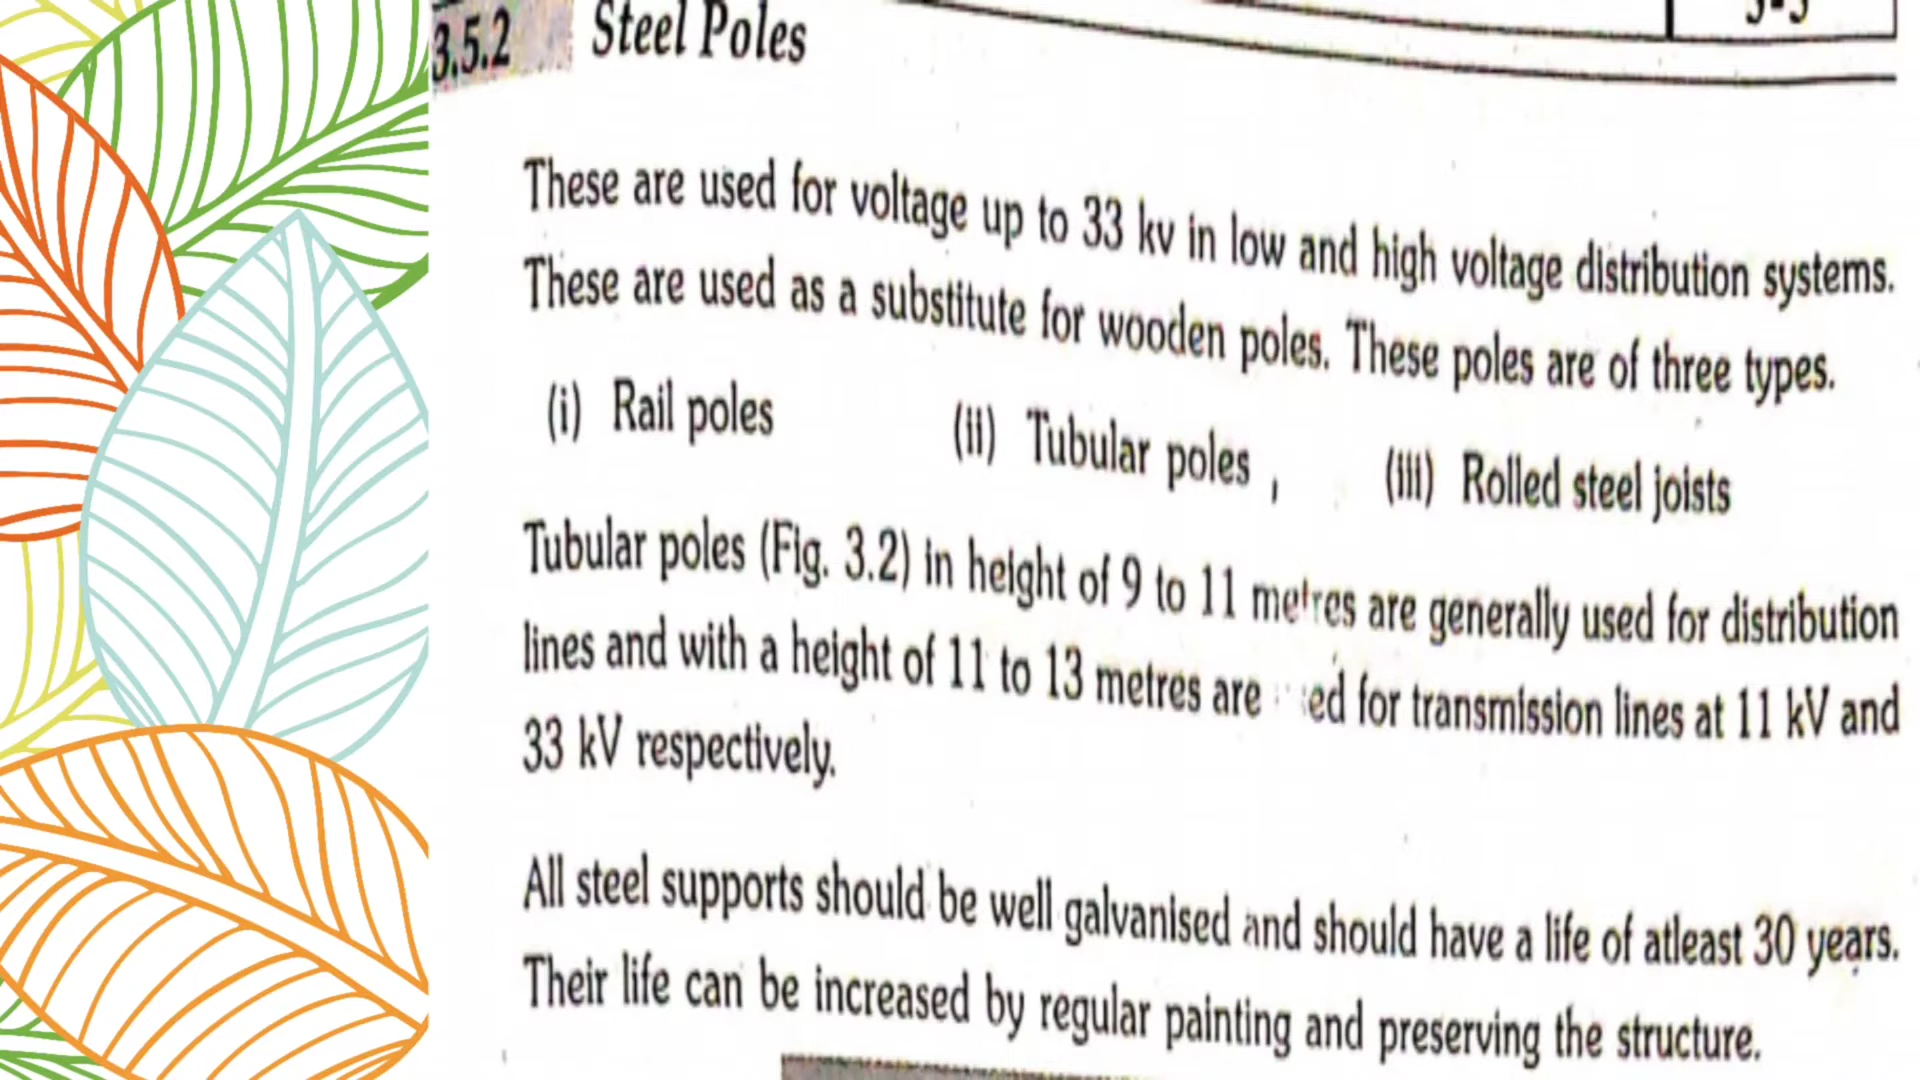 3.5.2 Steel Poles
3-3
These are used for voltage up to 33 kv in low and high voltage distribution systems.
These are used as a substitute for wooden poles. These poles are of three types.
(i) Rail poles (ii) Tubular poles , (iii) Rolled steel joists
Tubular poles (Fig. 3.2) in height of 9 to 11 metres are generally used for distribution
lines and with a height of 11 to 13 metres are ed for transmission lines at 11 kV and
33 kV respectively.
All steel supports should be well galvanised and should have a life of atleast 30 years.
Their life can be increased by regular painting and preserving the structure.